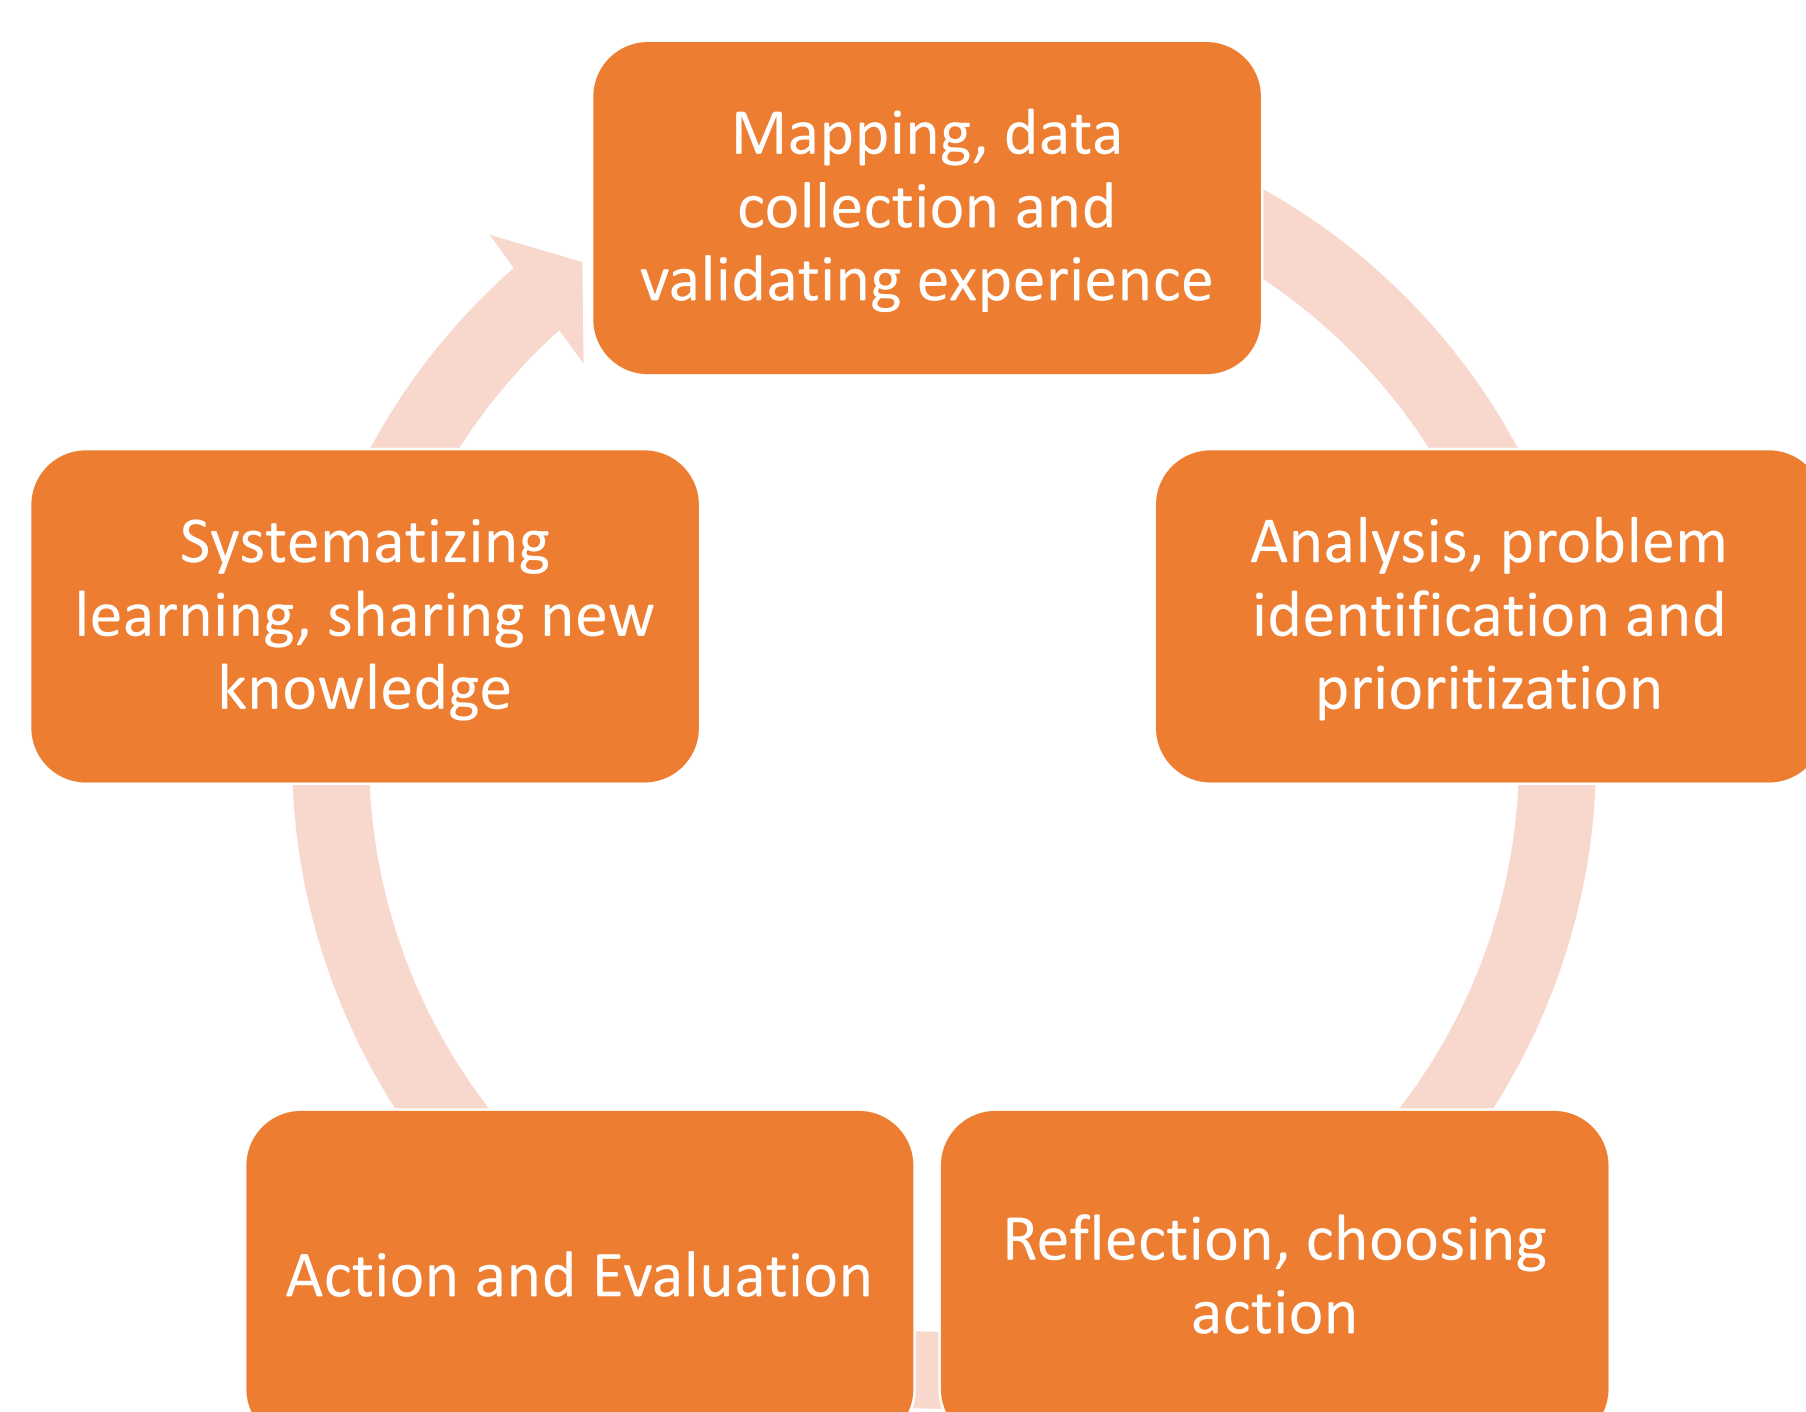 Mapping, data
collection and
validating experience
Analysis, problem
identification and
prioritization
Reflection, choosing
action
Action and Evaluation
Systematizing
learning, sharing new
knowledge